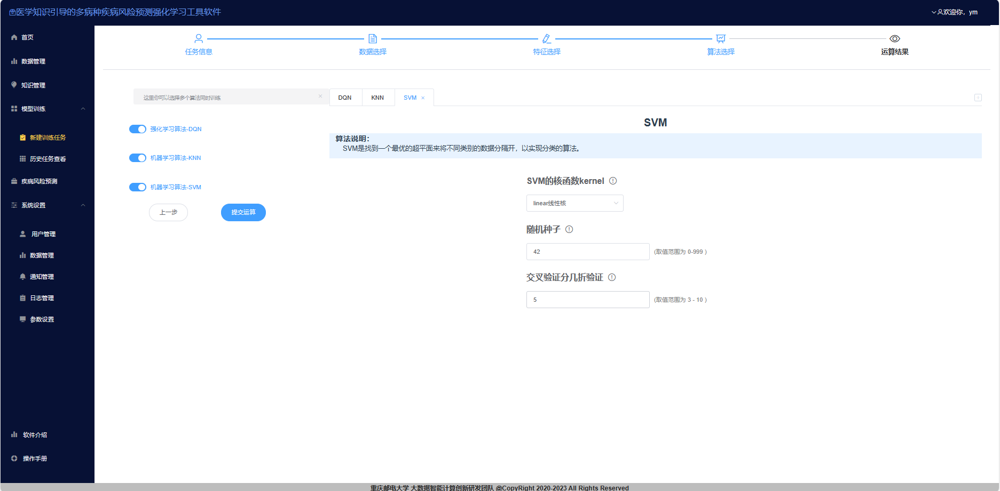 医学知识引导的多病种疾病风险预测强化学习工具软件
欢迎你，ym
首页
数据管理
知识管理
模型训练
新建训练任务
历史任务查看
疾病风险预测
系统设置
用户管理
数据管理
通知管理
日志管理
参数设置
软件介绍
操作手册
任务信息
数据选择
特征选择
算法选择
运算结果
这里你可以选择多个算法同时训练
强化学习算法-DQN
机器学习算法-KNN
机器学习算法-SVM
上一步
提交运算
DQN
KNN
SVM
SVM
算法说明：
SVM是找到一个最优的超平面来将不同类别的数据分隔开，以实现分类的算法。
SVM的核函数kernel
linear线性核
随机种子
42
(取值范围为 0-999 )
交叉验证分几折验证
5
(取值范围为 3 - 10 )
重庆邮电大学 大数据智能计算创新研发团队 @CopyRight 2020-2023 All Rights Reserved